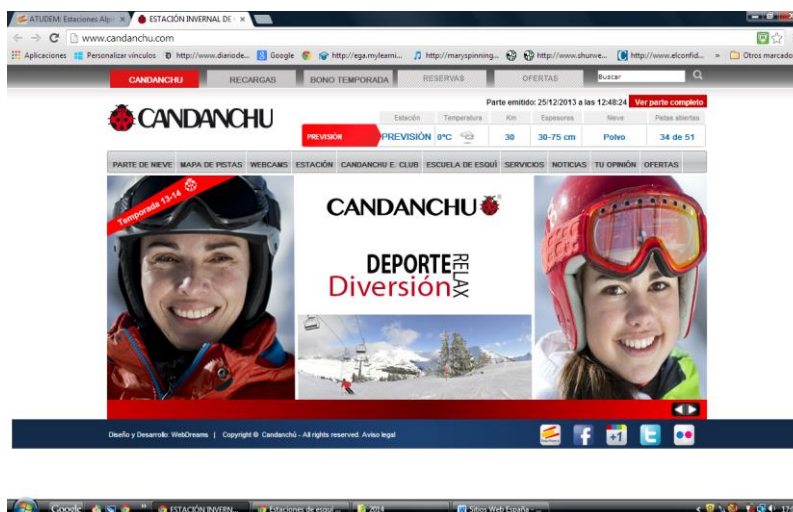 ATUDEM: Estaciones Alpi
ESTACIÓN INVERNAL DE
www.candanchu.com
Aplicaciones Personalizar vínculos http://www.diariode... Google http://ega.mylearni... http://maryspinning... http://www.shunwe... http://www.elconfid... » Otros marcado
CANDANCHU RECARGAS BONO TEMPORADA RESERVAS OFERTAS Buscar
Parte emitido: 25/12/2013 a las 12:48:24 Ver parte completo
CANDANCHU
Estación Temperatura Km Espesores Nieve Pistas abiertas
PREVISIÓN PREVISIÓN 0ºC 30 30-75 cm Polvo 34 de 51
PARTE DE NIEVE MAPA DE PISTAS WEBCAMS ESTACIÓN CANDANCHU E. CLUB ESCUELA DE ESQUÍ SERVICIOS NOTICIAS TU OPINIÓN OFERTAS
Temporada 13-14
CANDANCHU
DEPORTE
RELAX
Diversión
Diseño y Desarrollo: WebDreams | Copyright © Candanchú - All rights reserved. Aviso legal
+1
Google » ESTACIÓN INVERN... Estaciones de esquí ... 2014 Sitios Web España - ...